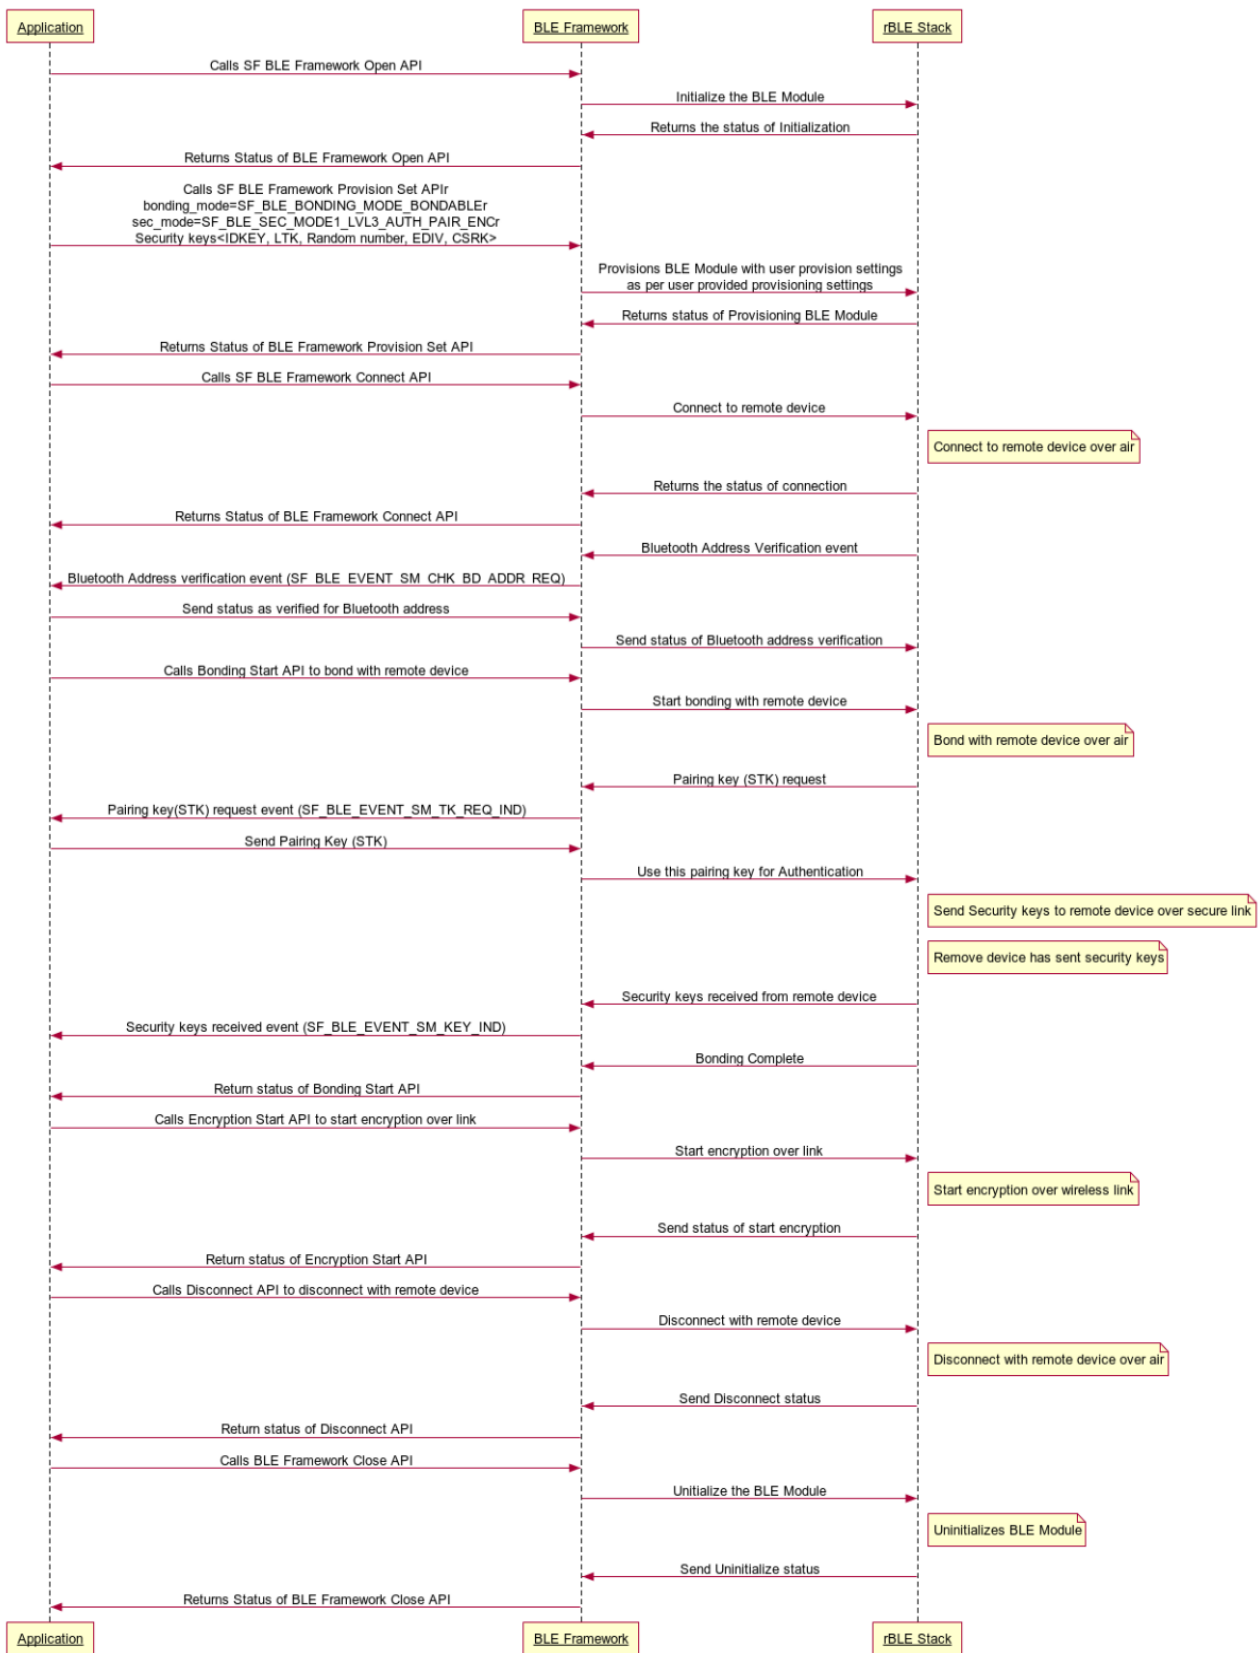 Application
BLE Framework
rBLE Stack
Calls SF BLE Framework Open API
Initialize the BLE Module
Returns the status of Initialization
Returns Status of BLE Framework Open API
Calls SF BLE Framework Provision Set APIr
bonding_mode=SF_BLE_BONDING_MODE_BONDABLEr
sec_mode=SF_BLE_SEC_MODE1_LVL3_AUTH_PAIR_ENCr
Security keys<IDKEY, LTK, Random number, EDIV, CSRK>
Provisions BLE Module with user provision settings
as per user provided provisioning settings
Returns status of Provisioning BLE Module
Returns Status of BLE Framework Provision Set API
Calls SF BLE Framework Connect API
Connect to remote device
Connect to remote device over air
Returns the status of connection
Returns Status of BLE Framework Connect API
Bluetooth Address Verification event
Bluetooth Address verification event (SF_BLE_EVENT_SM_CHK_BD_ADDR_REQ)
Send status as verified for Bluetooth address
Send status of Bluetooth address verification
Calls Bonding Start API to bond with remote device
Start bonding with remote device
Bond with remote device over air
Pairing key (STK) request
Pairing key(STK) request event (SF_BLE_EVENT_SM_TK_REQ_IND)
Send Pairing Key (STK)
Use this pairing key for Authentication
Send Security keys to remote device over secure link
Remove device has sent security keys
Security keys received from remote device
Security keys received event (SF_BLE_EVENT_SM_KEY_IND)
Bonding Complete
Return status of Bonding Start API
Calls Encryption Start API to start encryption over link
Start encryption over link
Start encryption over wireless link
Send status of start encryption
Return status of Encryption Start API
Calls Disconnect API to disconnect with remote device
Disconnect with remote device
Disconnect with remote device over air
Send Disconnect status
Return status of Disconnect API
Calls BLE Framework Close API
Unitialize the BLE Module
Uninitializes BLE Module
Send Uninitialize status
Returns Status of BLE Framework Close API
Application
BLE Framework
rBLE Stack